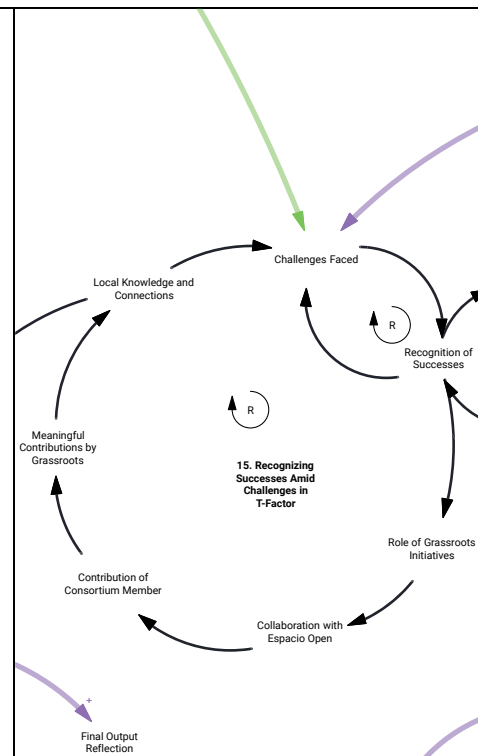 Challenges Faced
Local Knowledge and
Connections
R
Recognition of
Successes
R
Meaningful
Contributions by
Grassroots
15. Recognizing
Successes Amid
Challenges in
T-Factor
Role of Grassroots
Initiatives
Contribution of
Consortium Member
Collaboration with
Espacio Open
+
Final Output
Reflection